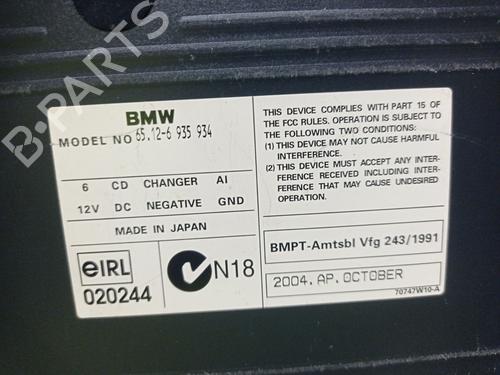 B-PARTS
BMW
MODEL NO 65.12-6 935 934
6 CD CHANGER AI
12V DC NEGATIVE GND
MADE IN JAPAN
eIRL
020244
N18
THIS DEVICE COMPLIES WITH PART 15 OF
THE FCC RULES. OPERATION IS SUBJECT TO
THE FOLLOWING TWO CONDITIONS:
(1) THIS DEVICE MAY NOT CAUSE HARMFUL
INTERFERENCE.
(2) THIS DEVICE MUST ACCEPT ANY INTER-
FERENCE RECEIVED INCLUDING INTER-
FERENCE THAT MAY CAUSE UNDESIRED
OPERATION.
BMPT-Amtsbl Vfg 243/1991
2004. AP. OCTOBER
70747W10-A